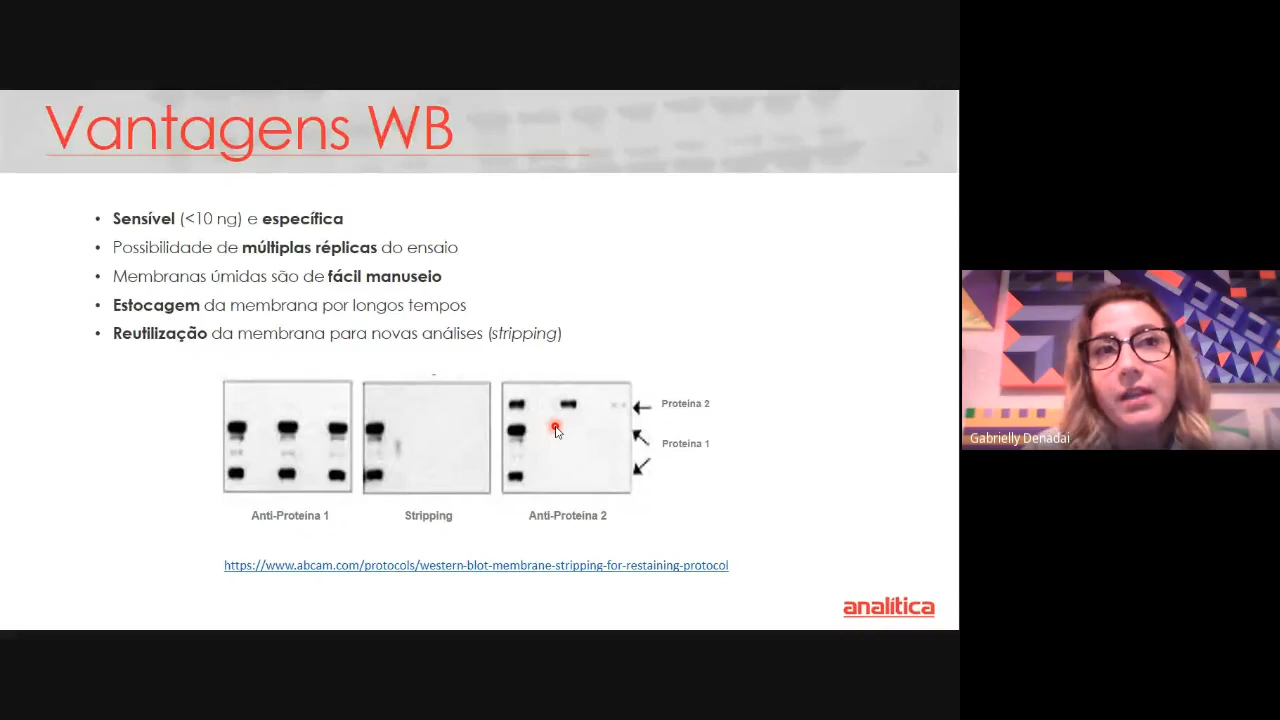 Vantagens WB
• Sensível (<10 ng) e específica
• Possibilidade de múltiplas réplicas do ensaio
• Membranas úmidas são de fácil manuseio
• Estocagem da membrana por longos tempos
• Reutilização da membrana para novas análises (stripping)
Proteína 2
Proteína 1
Anti-Proteína 1
Stripping
Anti-Proteína 2
https://www.abcam.com/protocols/western-blot-membrane-stripping-for-restaining-protocol
analítica
Gabrielly Denadai